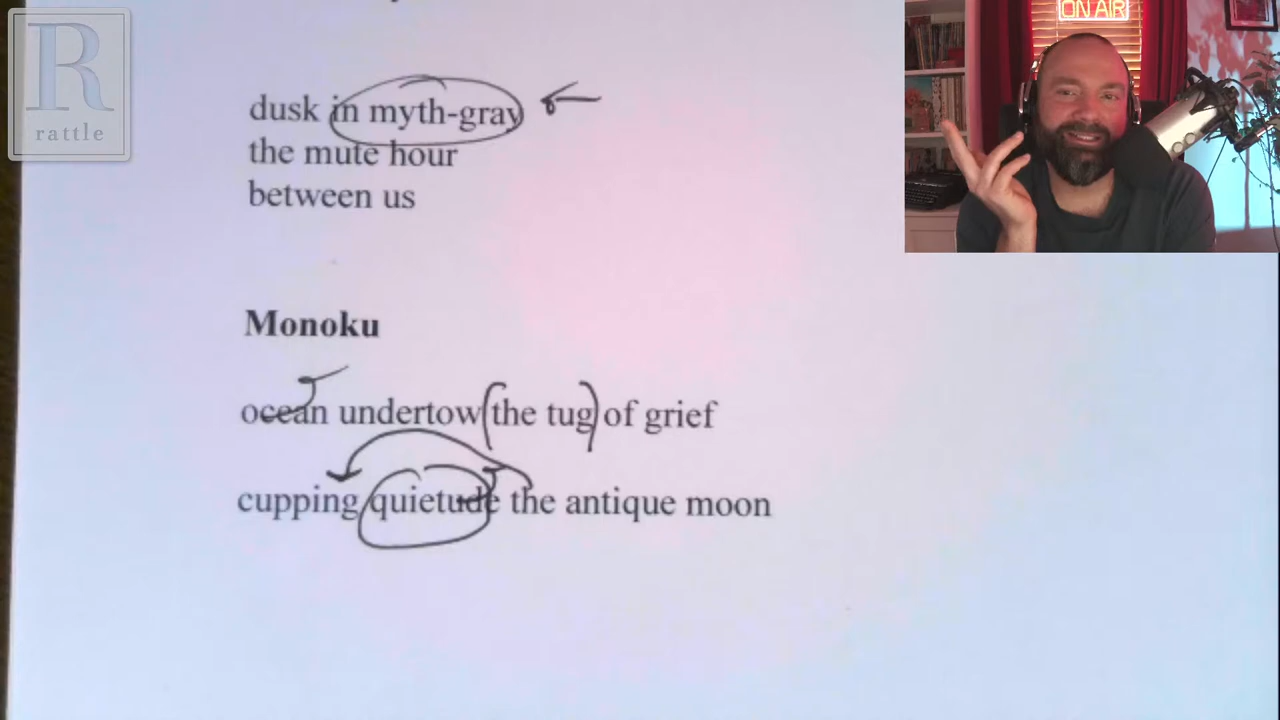 R
rattle
ON AIR
dusk in myth-gray
the mute hour
between us
Monoku
ocean undertow (the tug) of grief
cupping quietude the antique moon